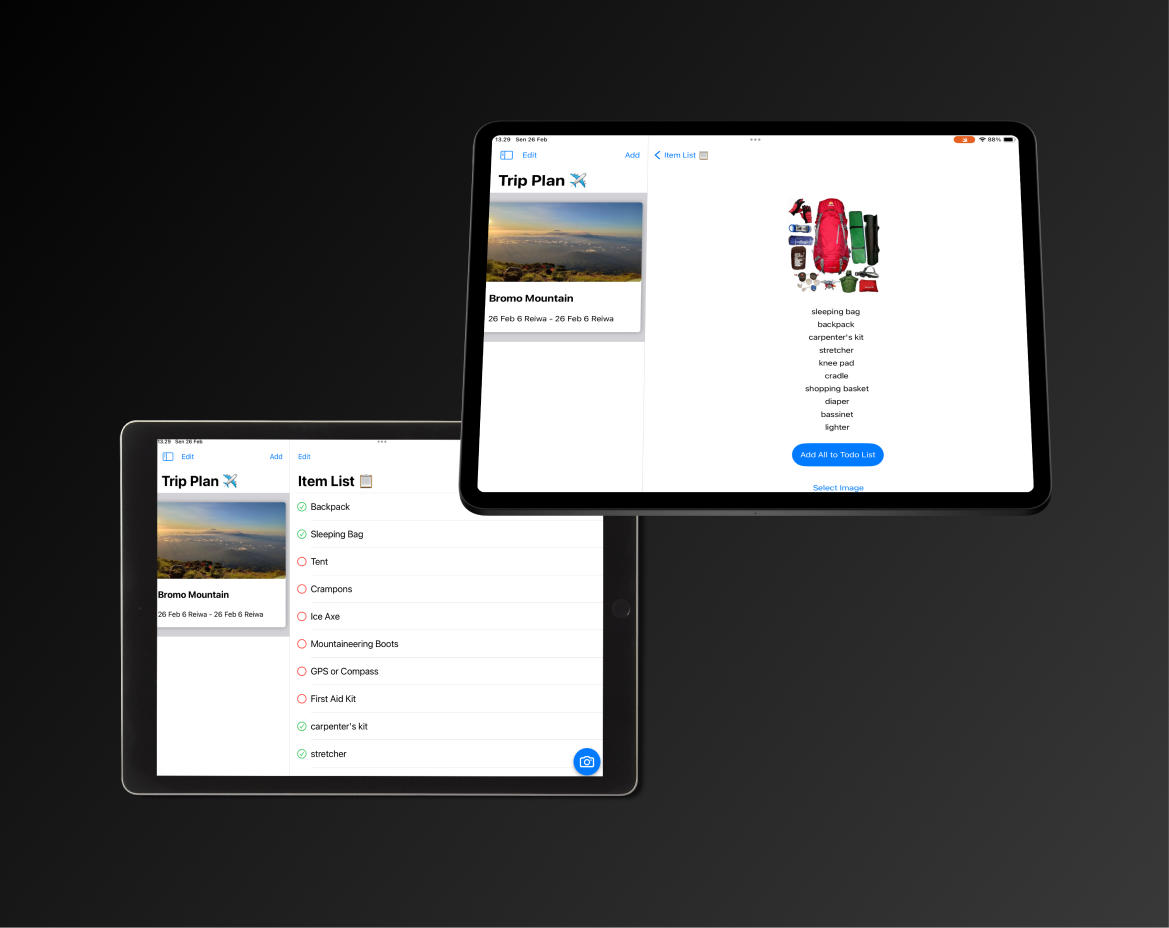 13.29 Sen 26 Feb
88%
Edit
Add
Item List
Trip Plan
Bromo Mountain
26 Feb 6 Reiwa - 26 Feb 6 Reiwa
sleeping bag
backpack
carpenter's kit
stretcher
knee pad
cradle
shopping basket
diaper
bassinet
lighter
Add All to Todo List
Select Image
13.29 Sen 26 Feb
Edit
Add
Edit
Trip Plan
Item List
Bromo Mountain
26 Feb 6 Reiwa - 26 Feb 6 Reiwa
Backpack
Sleeping Bag
Tent
Crampons
Ice Axe
Mountaineering Boots
GPS or Compass
First Aid Kit
carpenter's kit
stretcher